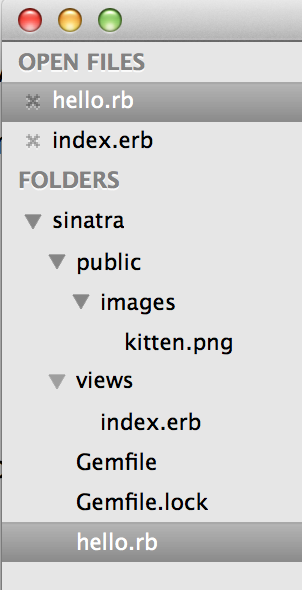 OPEN FILES
hello.rb
index.erb
FOLDERS
sinatra
public
images
kitten.png
views
index.erb
Gemfile
Gemfile.lock
hello.rb